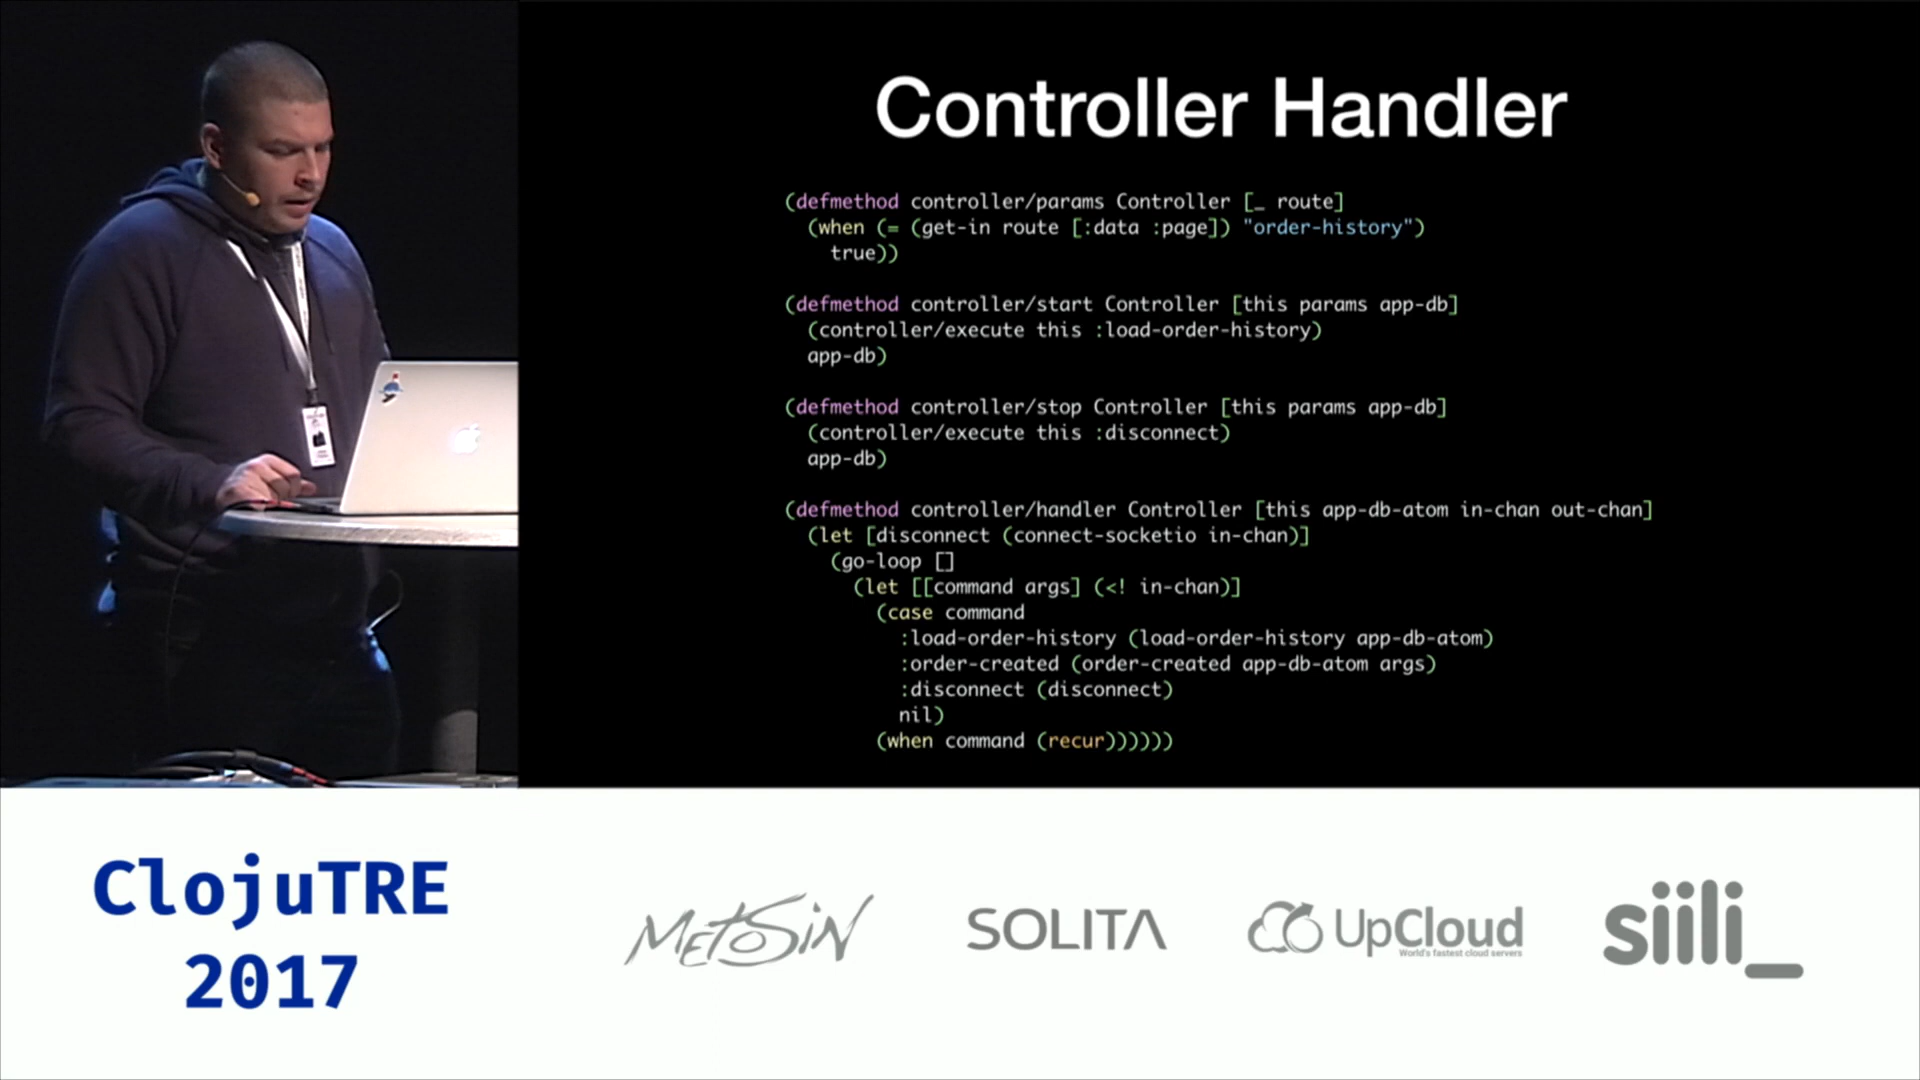 Controller Handler
(defmethod controller/params Controller [_ route]
  (when (= (get-in route [:data :page]) "order-history")
    true))
(defmethod controller/start Controller [this params app-db]
  (controller/execute this :load-order-history)
  app-db)
(defmethod controller/stop Controller [this params app-db]
  (controller/execute this :disconnect)
  app-db)
(defmethod controller/handler Controller [this app-db-atom in-chan out-chan]
  (let [disconnect (connect-socketio in-chan)]
    (go-loop []
      (let [[command args] (<! in-chan)]
        (case command
          :load-order-history (load-order-history app-db-atom)
          :order-created (order-created app-db-atom args)
          :disconnect (disconnect)
          nil)
        (when command (recur))))))
ClojuTRE
2017
METOSIN
SOLITA
UpCloud
World's fastest cloud servers
siili_